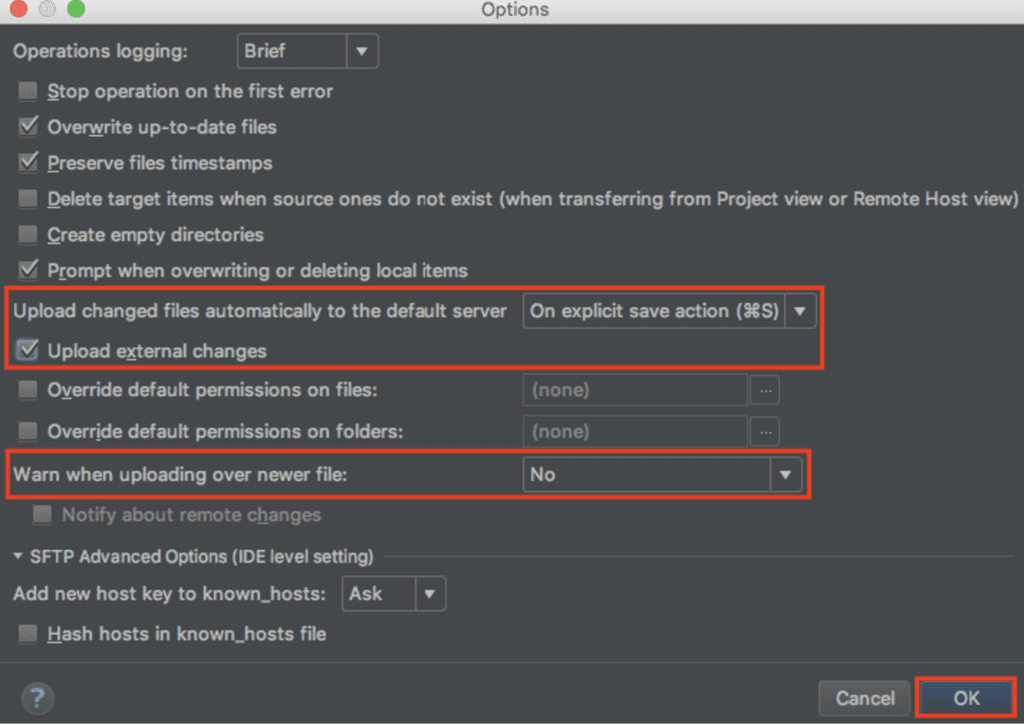 Options
Operations logging: Brief
Stop operation on the first error
Overwrite up-to-date files
Preserve files timestamps
Delete target items when source ones do not exist (when transferring from Project view or Remote Host view)
Create empty directories
Prompt when overwriting or deleting local items
Upload changed files automatically to the default server On explicit save action (⌘S)
Upload external changes
Override default permissions on files: (none) ...
Override default permissions on folders: (none) ...
Warn when uploading over newer file: No
Notify about remote changes
SFTP Advanced Options (IDE level setting)
Add new host key to known_hosts: Ask
Hash hosts in known_hosts file
? Cancel OK